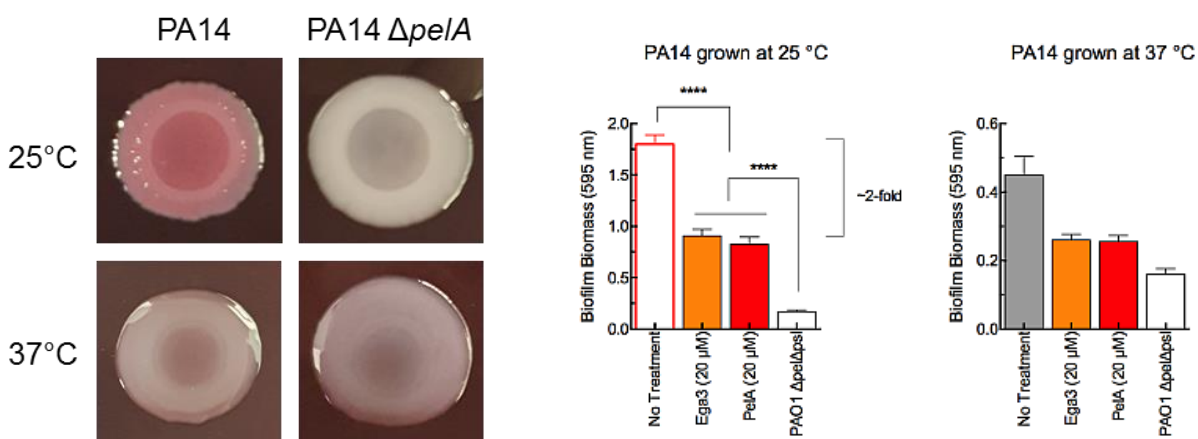 PA14
PA14 ΔpelA
25°C
37°C
PA14 grown at 25 °C
****
****
~2-fold
Biofilm Biomass (595 nm)
2.0
1.5
1.0
0.5
0.0
No Treatment
Ega3 (20 µM)
PelA (20 µM)
PAO1 ΔpelΔpsl
PA14 grown at 37 °C
Biofilm Biomass (595 nm)
0.6
0.4
0.2
0.0
No Treatment
Ega3 (20 µM)
PelA (20 µM)
PAO1 ΔpelΔpsl